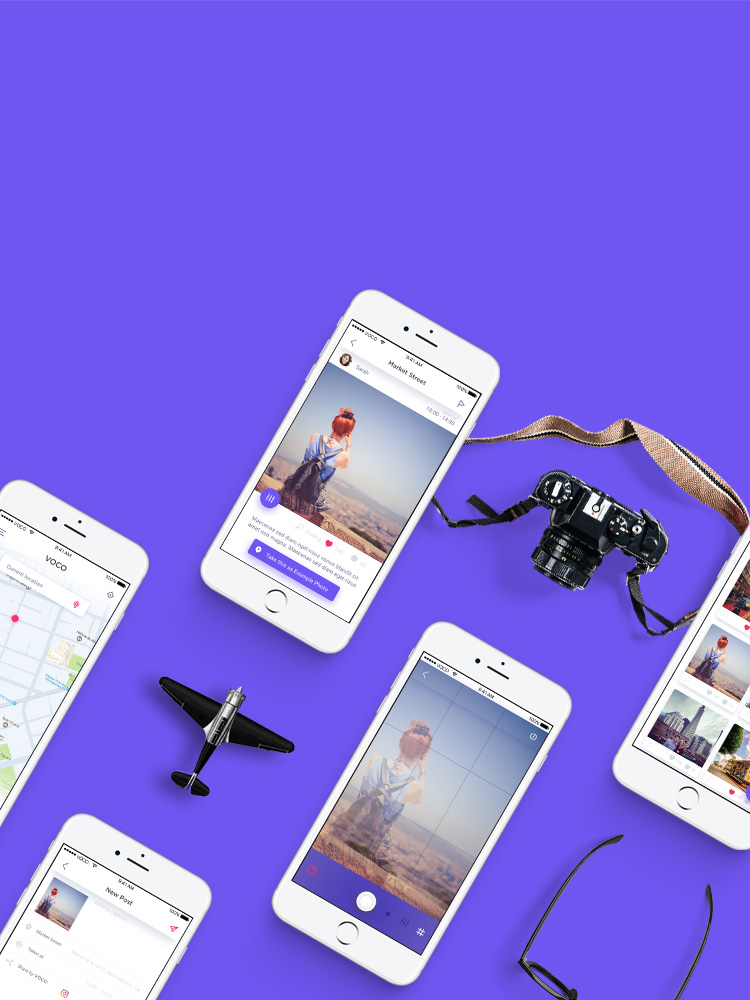 VOCO
9:41 AM
100%
Market Street
Sarah
10:00 - 14:00
Maecenas sed diam eget risus varius blandit sit
amet non magna. Maecenas sed diam eget risus.
Take this as Example Photo
VOCO
9:41 AM
100%
VOCO
Current location
VOCO
9:41 AM
100%
VOCO
9:41 AM
100%
New Post
Market Street
Taken at
Share by VOCO